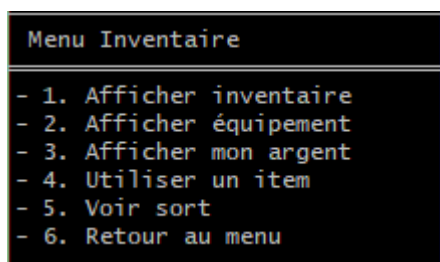 Menu Inventaire
- 1. Afficher inventaire
- 2. Afficher équipement
- 3. Afficher mon argent
- 4. Utiliser un item
- 5. Voir sort
- 6. Retour au menu